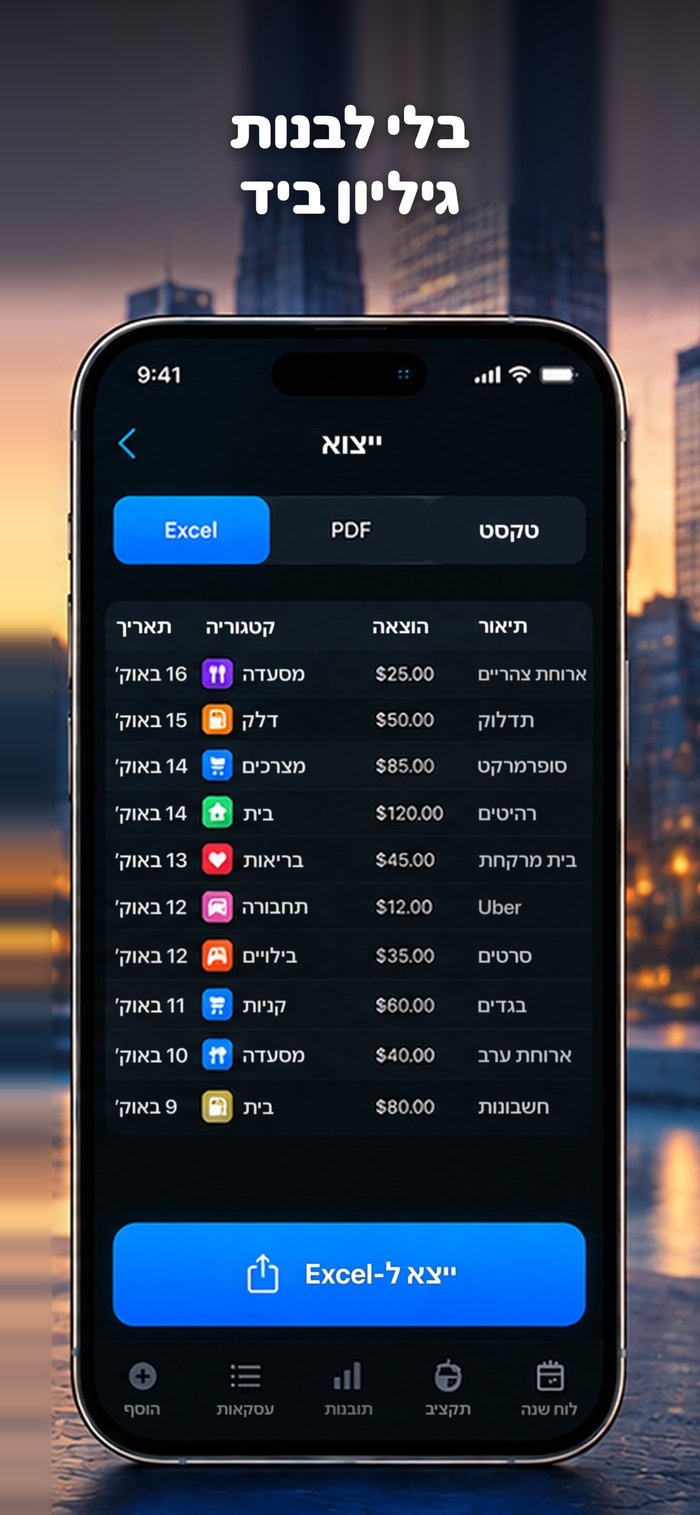 בלי לבנות
גיליון ביד
9:41
ייצוא
Excel PDF טקסט
תאריך קטגוריה הוצאה תיאור
16 באוק׳ מסעדה $25.00 ארוחת צהריים
15 באוק׳ דלק $50.00 תדלוק
14 באוק׳ מצרכים $85.00 סופרמרקט
14 באוק׳ בית $120.00 רהיטים
13 באוק׳ בריאות $45.00 בית מרקחת
12 באוק׳ תחבורה $12.00 Uber
12 באוק׳ בילויים $35.00 סרטים
11 באוק׳ קניות $60.00 בגדים
10 באוק׳ מסעדה $40.00 ארוחת ערב
9 באוק׳ בית $80.00 חשבונות
ייצא ל-Excel
הוסף עסקאות תובנות תקציב לוח שנה